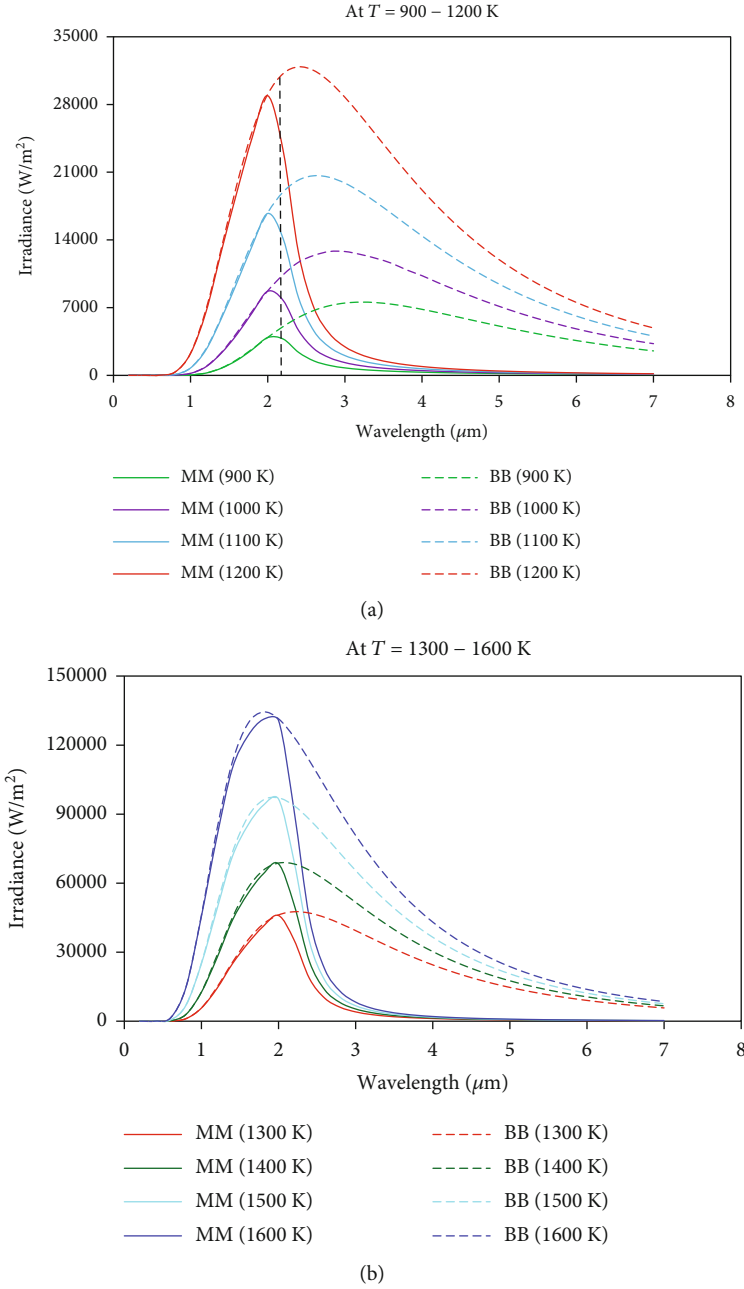 At T = 900 – 1200 K
35000
28000
21000
14000
7000
0
Irradiance (W/m²)
0 1 2 3 4 5 6 7 8
Wavelength (μm)
MM (900 K) BB (900 K)
MM (1000 K) BB (1000 K)
MM (1100 K) BB (1100 K)
MM (1200 K) BB (1200 K)
(a)
At T = 1300 – 1600 K
150000
120000
90000
60000
30000
0
Irradiance (W/m²)
0 1 2 3 4 5 6 7 8
Wavelength (μm)
MM (1300 K) BB (1300 K)
MM (1400 K) BB (1400 K)
MM (1500 K) BB (1500 K)
MM (1600 K) BB (1600 K)
(b)